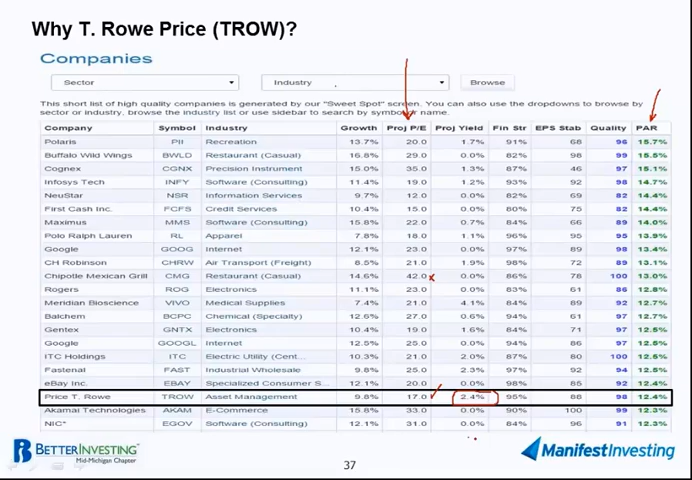 Why T. Rowe Price (TROW)?
Companies
Sector Industry Browse
This short list of high quality companies is generated by our "Sweet Spot" screen. You can also use the dropdowns to browse by
sector or industry, browse the industry list or use sidebar to search by symbol or name.
Company Symbol Industry Growth Proj P/E Proj Yield Fin Str EPS Stab Quality PAR
Polaris PII Recreation 13.7% 20.0 1.7% 91% 68 96 15.7%
Buffalo Wild Wings BWLD Restaurant (Casual) 16.8% 29.0 0.0% 82% 98 99 15.5%
Cognex CGNX Precision Instrument 15.0% 35.0 1.3% 87% 46 97 15.1%
Infosys Tech INFY Software (Consulting) 11.4% 19.0 1.2% 93% 92 98 14.7%
NeuStar NSR Information Services 9.7% 12.0 0.0% 82% 69 82 14.4%
First Cash Inc. FCFS Credit Services 10.4% 15.0 0.0% 80% 75 82 14.4%
Maximus MMS Software (Consulting) 15.8% 22.0 0.7% 84% 66 89 14.0%
Polo Ralph Lauren RL Apparel 7.8% 18.0 1.1% 96% 95 95 13.9%
Google GOOG Internet 12.1% 23.0 0.0% 97% 89 98 13.4%
CH Robinson CHRW Air Transport (Freight) 8.5% 21.0 1.9% 98% 72 89 13.1%
Chipotle Mexican Grill CMG Restaurant (Casual) 14.6% 42.0 0.0% 86% 78 100 13.0%
Rogers ROG Electronics 11.1% 23.0 0.0% 85% 61 86 12.8%
Meridian Bioscience VIVO Medical Supplies 7.4% 21.0 4.1% 84% 89 92 12.7%
Balchem BCPC Chemical (Specialty) 12.6% 27.0 0.6% 94% 61 97 12.7%
Gentex GNTX Electronics 10.4% 19.0 1.6% 84% 71 97 12.5%
Google GOOGL Internet 12.5% 25.0 0.0% 94% 86 97 12.5%
ITC Holdings ITC Electric Utility (Cent... 10.3% 21.0 2.0% 87% 80 100 12.5%
Fastenal FAST Industrial Wholesale 9.8% 25.0 2.3% 97% 92 94 12.5%
eBay Inc. EBAY Specialized Consumer S... 12.1% 20.0 0.0% 98% 85 92 12.4%
Price T. Rowe TROW Asset Management 9.8% 17.0 2.4% 95% 88 98 12.4%
Akamai Technologies AKAM E-Commerce 15.8% 33.0 0.0% 90% 100 99 12.3%
NIC* EGOV Software (Consulting) 12.1% 31.0 0.0% 84% 96 91 12.3%
BETTERINVESTING
Mid-Michigan Chapter
37
ManifestInvesting